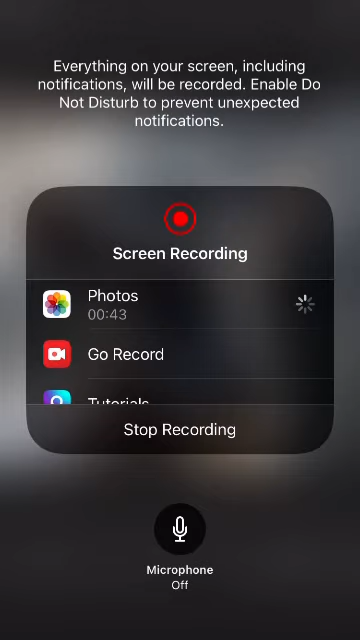 Everything on your screen, including
notifications, will be recorded. Enable Do
Not Disturb to prevent unexpected
notifications.
Screen Recording
Photos
00:43
Go Record
Tutorials
Stop Recording
Microphone
Off